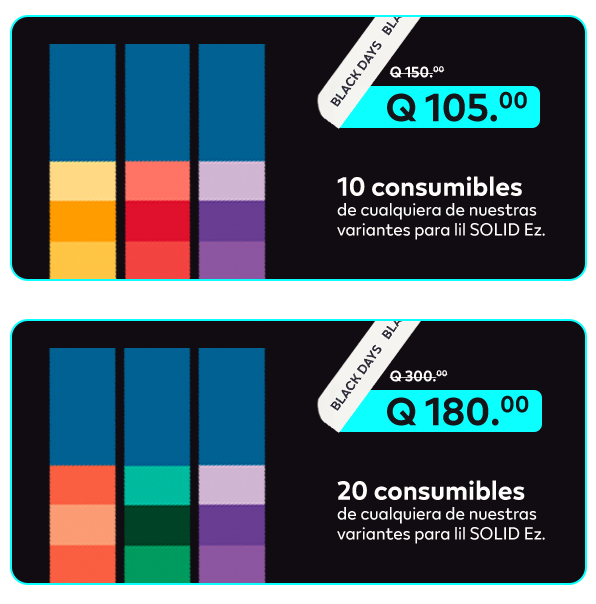 BLACK DAYS BLA
Q 150.00
Q 105.00
10 consumibles
de cualquiera de nuestras
variantes para lil SOLID Ez.
BLACK DAYS BLA
Q 300.00
Q 180.00
20 consumibles
de cualquiera de nuestras
variantes para lil SOLID Ez.